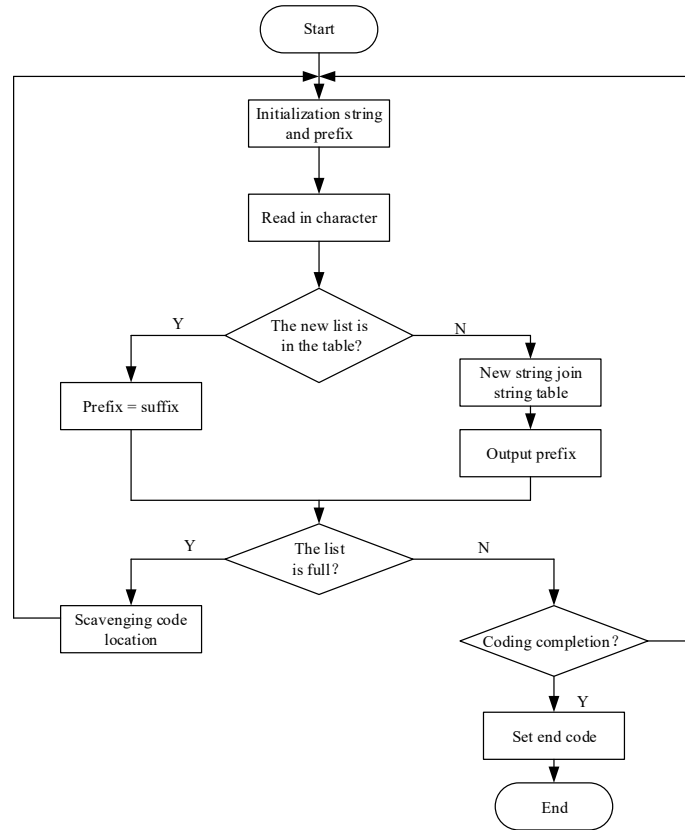 Start
Initialization string
and prefix
Read in character
The new list is
in the table?
Y
N
Prefix = suffix
New string join
string table
Output prefix
The list
is full?
Y
N
Scavenging code
location
Coding completion?
Y
Set end code
End